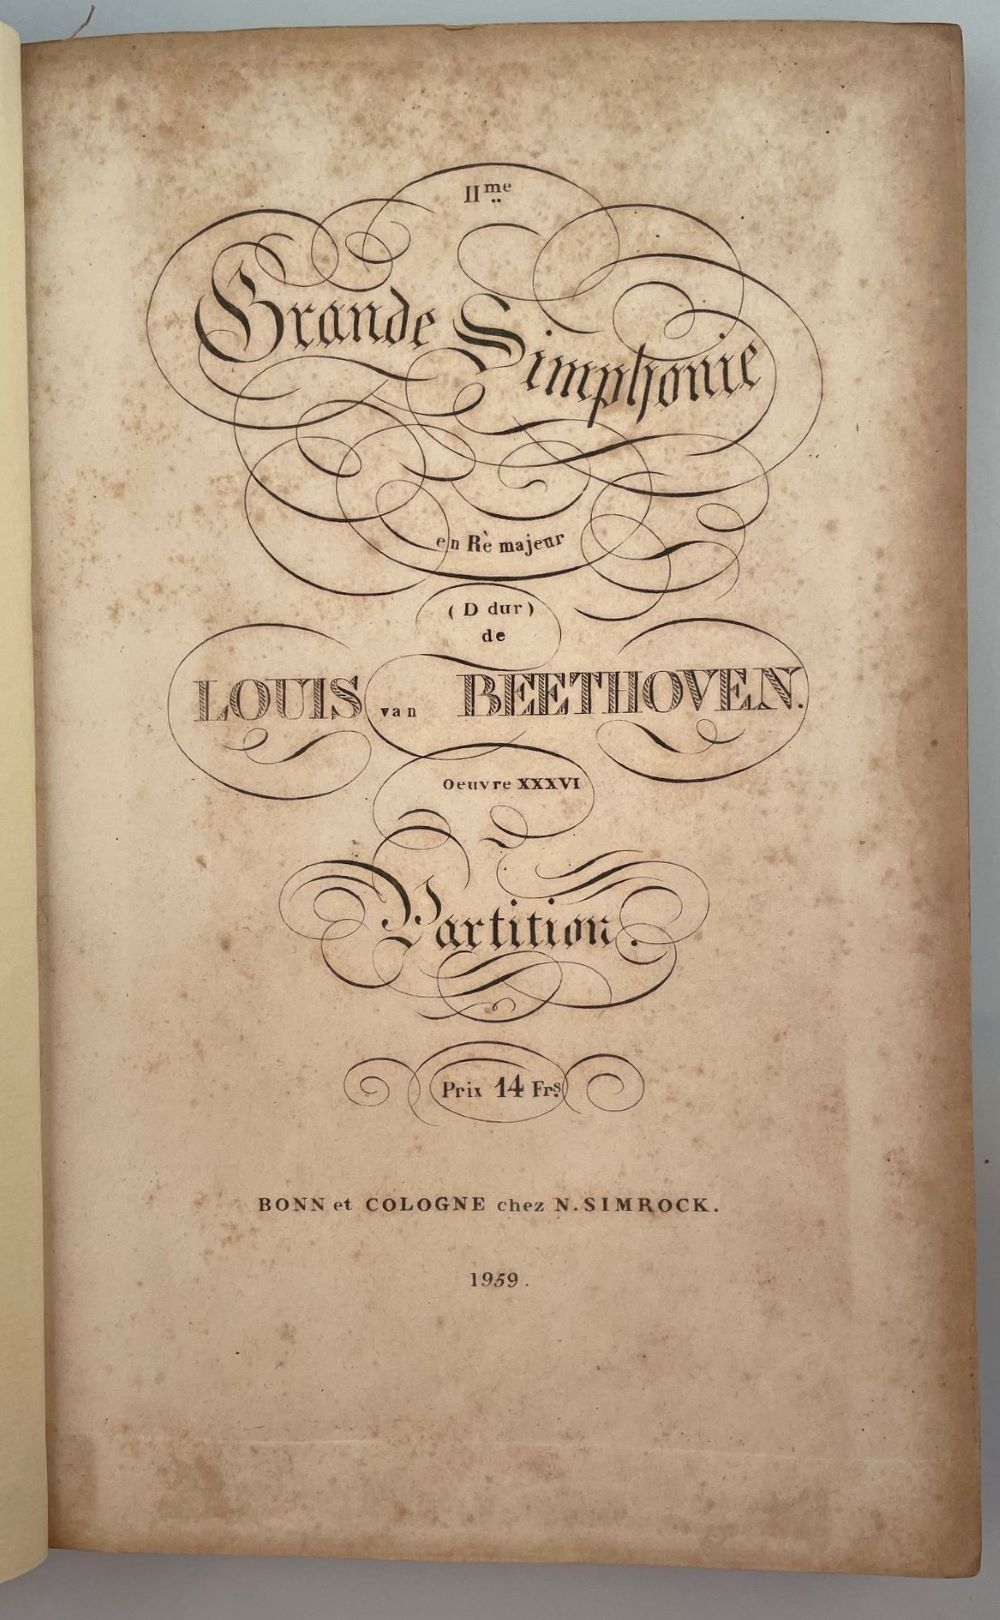 IIme
Grande Simphonie
en Rè majeur
(D dur)
de
LOUIS van BEETHOVEN.
Oeuvre XXXVI
Partition.
Prix 14 Frs.
BONN et COLOGNE chez N. SIMROCK.
1959.